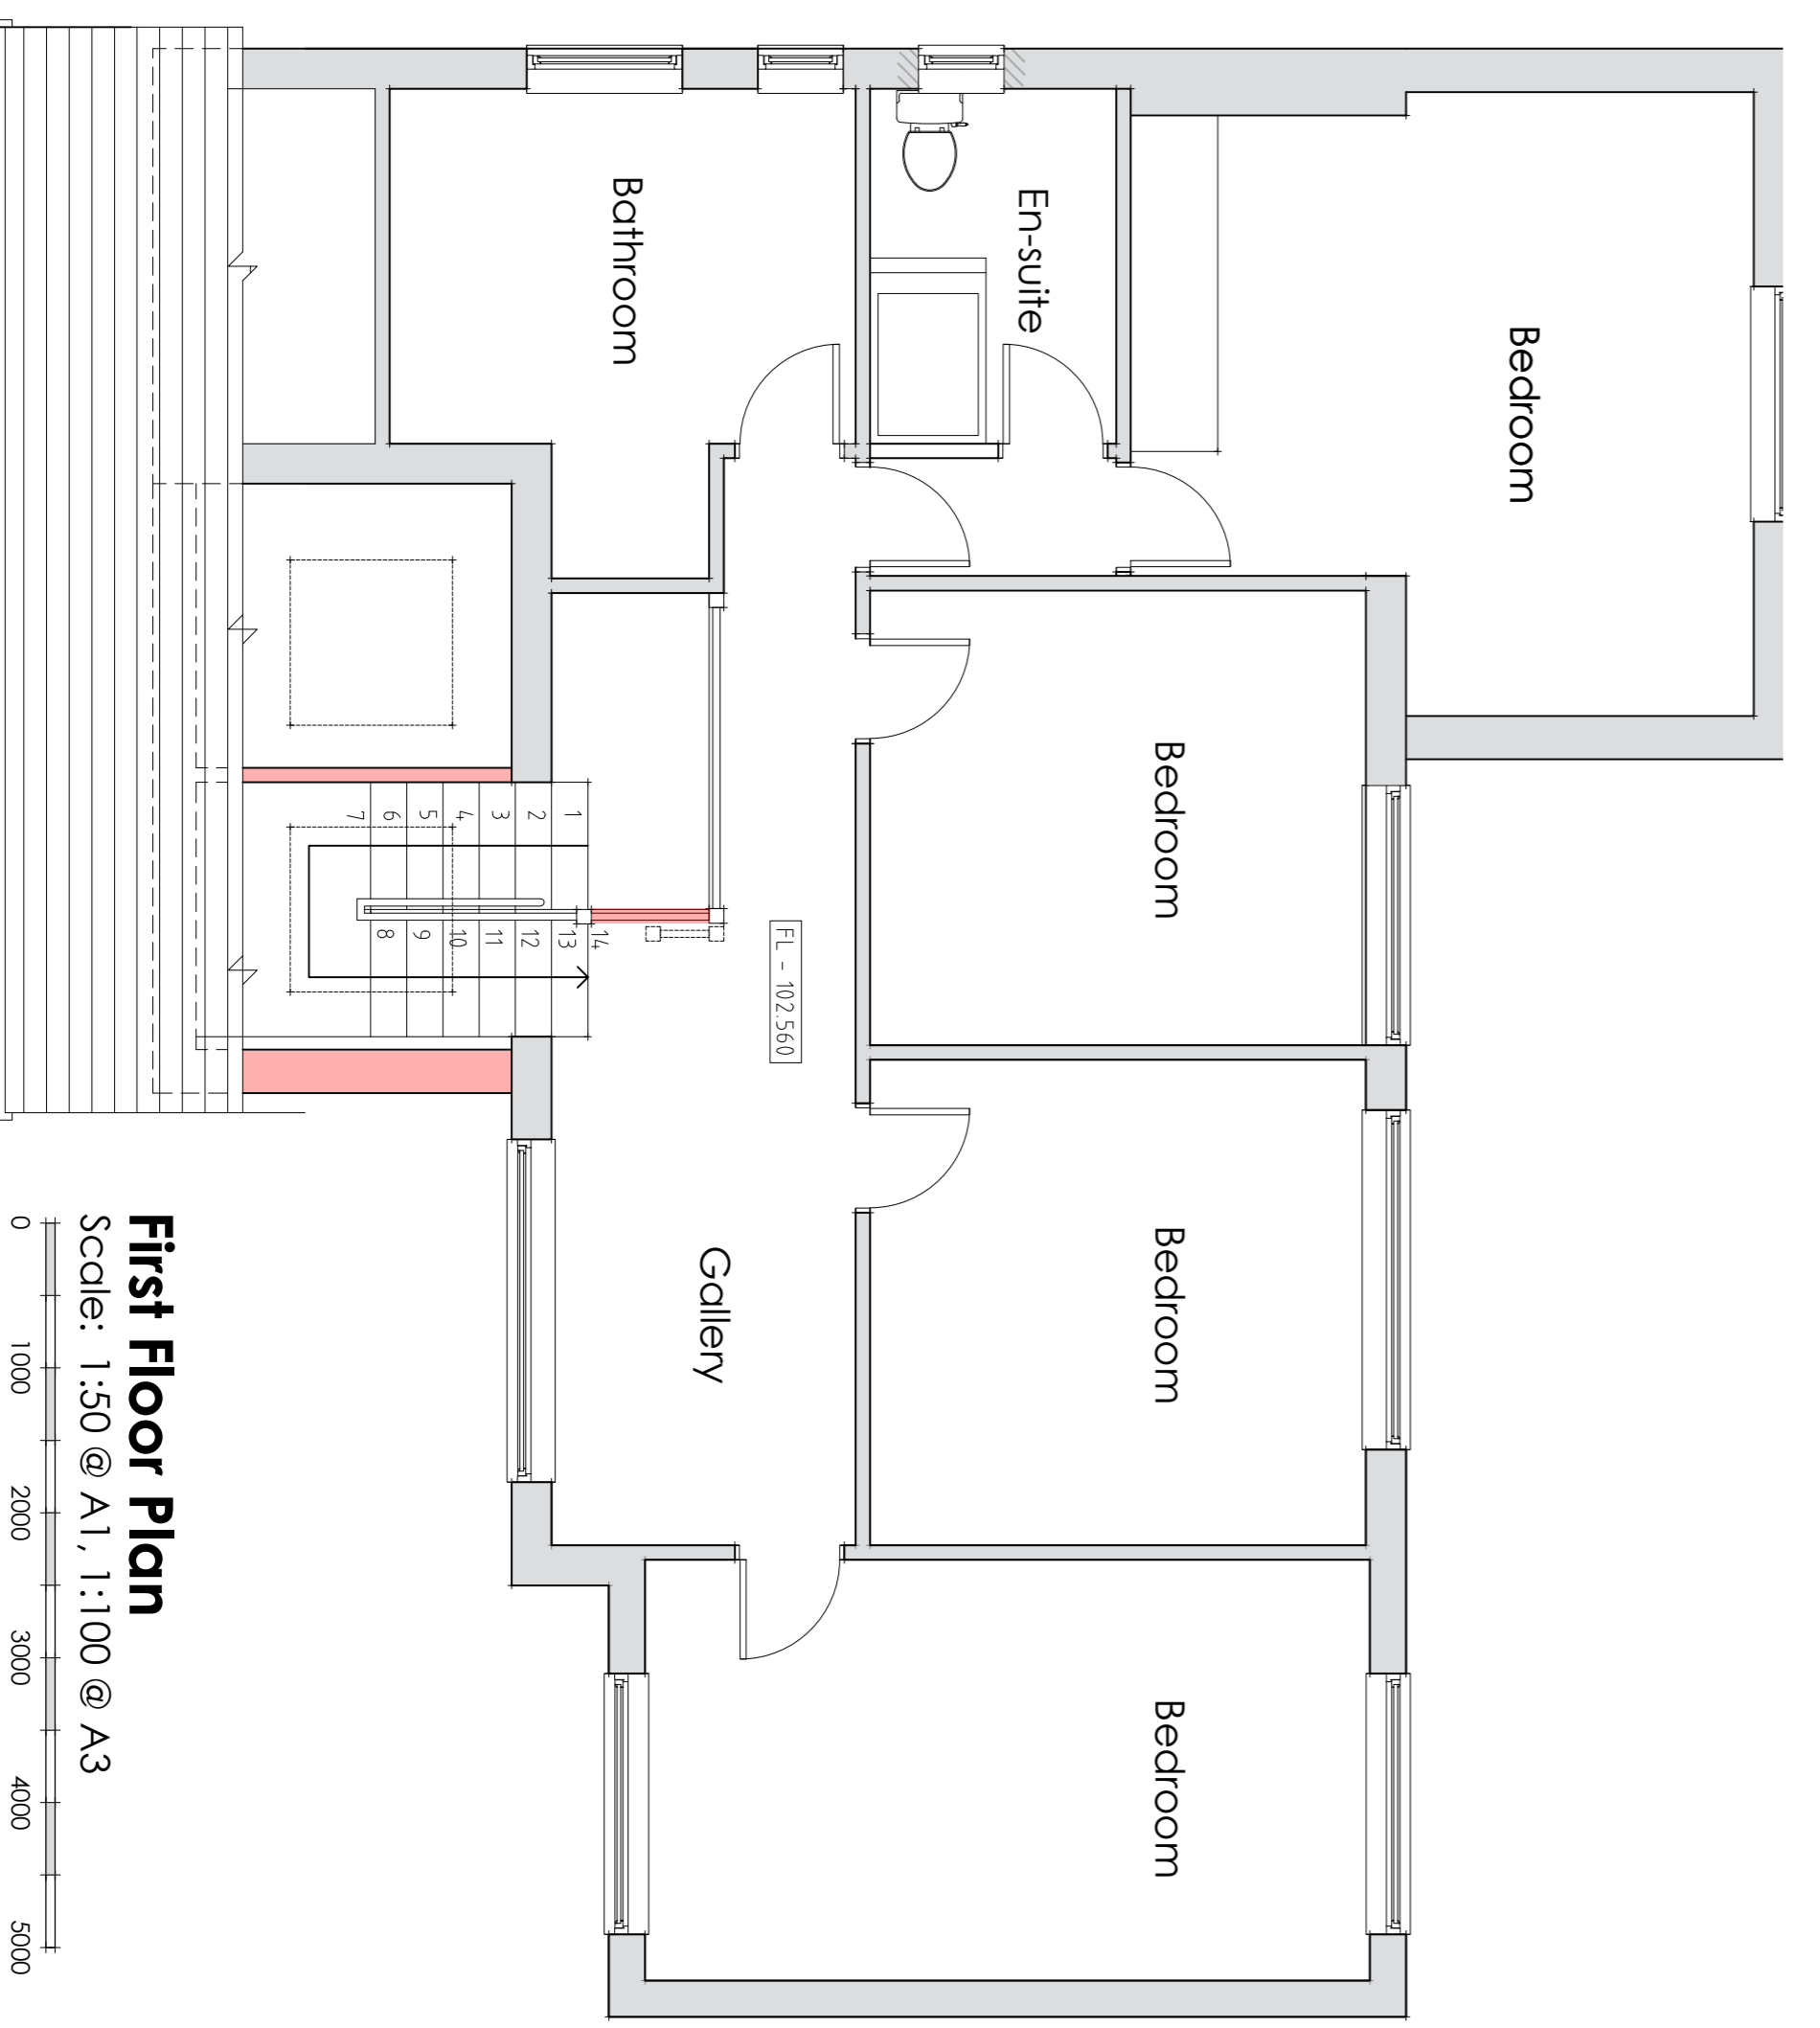 Bedroom
En-suite
Bathroom
Bedroom
Bedroom
Bedroom
Gallery
FL - 102.560
1
2
3
4
5
6
7
8
9
10
11
12
13
14
First Floor Plan
Scale: 1:50 @ A1, 1:100 @ A3
0 1000 2000 3000 4000 5000